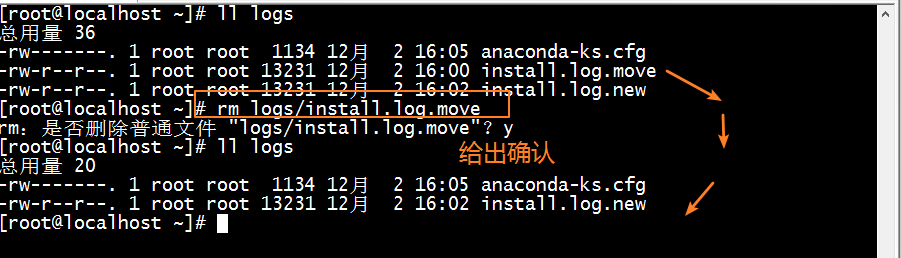 [root@localhost ~]# ll logs
总用量 36
-rw-------. 1 root root  1134 12月  2 16:05 anaconda-ks.cfg
-rw-r--r--. 1 root root 13231 12月  2 16:00 install.log.move
-rw-r--r--. 1 root root 13231 12月  2 16:02 install.log.new
[root@localhost ~]# rm logs/install.log.move
rm：是否删除普通文件 "logs/install.log.move"？y
[root@localhost ~]# ll logs
给出确认
总用量 20
-rw-------. 1 root root  1134 12月  2 16:05 anaconda-ks.cfg
-rw-r--r--. 1 root root 13231 12月  2 16:02 install.log.new
[root@localhost ~]#